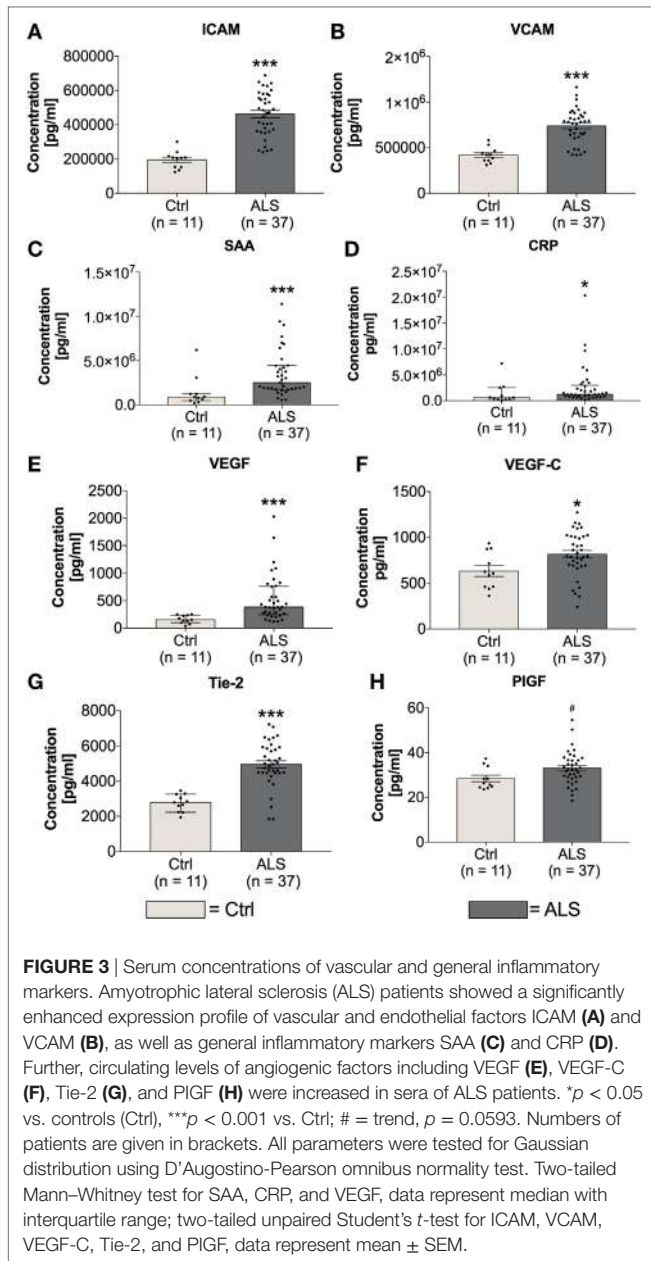 A
ICAM
Concentration
[pg/ml]
800000
600000
400000
200000
0
***
Ctrl
(n = 11)
ALS
(n = 37)
B
VCAM
Concentration
[pg/ml]
2×10⁶
1×10⁶
500000
0
***
Ctrl
(n = 11)
ALS
(n = 37)
C
SAA
Concentration
[pg/ml]
1.5×10⁷
1.0×10⁷
5.0×10⁶
0.0
***
Ctrl
(n = 11)
ALS
(n = 37)
D
CRP
Concentration
pg/ml]
2.5×10⁷
2.0×10⁷
1.5×10⁷
1.0×10⁷
5.0×10⁶
0.0
*
Ctrl
(n = 11)
ALS
(n = 37)
E
VEGF
Concentration
[pg/ml]
2500
2000
1500
1000
500
0
***
Ctrl
(n = 11)
ALS
(n = 37)
F
VEGF-C
Concentration
pg/ml]
1500
1000
500
0
*
Ctrl
(n = 11)
ALS
(n = 37)
G
Tie-2
Concentration
[pg/ml]
8000
6000
4000
2000
0
***
Ctrl
(n = 11)
ALS
(n = 37)
H
PIGF
Concentration
[pg/ml]
60
40
20
0
#
Ctrl
(n = 11)
ALS
(n = 37)
= Ctrl
= ALS
FIGURE 3 | Serum concentrations of vascular and general inflammatory
markers. Amyotrophic lateral sclerosis (ALS) patients showed a significantly
enhanced expression profile of vascular and endothelial factors ICAM (A) and
VCAM (B), as well as general inflammatory markers SAA (C) and CRP (D).
Further, circulating levels of angiogenic factors including VEGF (E), VEGF-C
(F), Tie-2 (G), and PIGF (H) were increased in sera of ALS patients. *p < 0.05
vs. controls (Ctrl), ***p < 0.001 vs. Ctrl; # = trend, p = 0.0593. Numbers of
patients are given in brackets. All parameters were tested for Gaussian
distribution using D'Augostino-Pearson omnibus normality test. Two-tailed
Mann–Whitney test for SAA, CRP, and VEGF, data represent median with
interquartile range; two-tailed unpaired Student's t-test for ICAM, VCAM,
VEGF-C, Tie-2, and PIGF, data represent mean ± SEM.